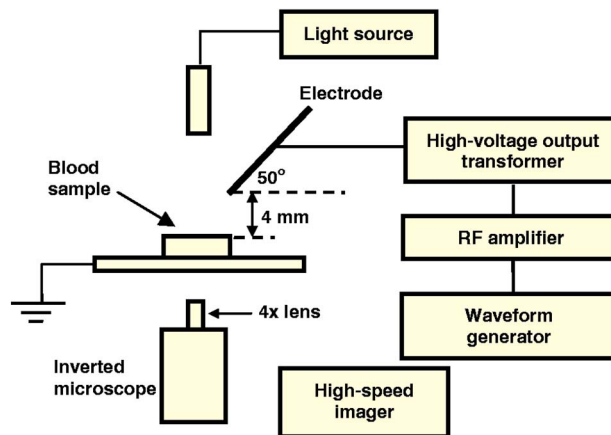 Light source
Electrode
High-voltage output
transformer
50°
Blood
sample
4 mm
RF amplifier
4x lens
Waveform
generator
Inverted
microscope
High-speed
imager